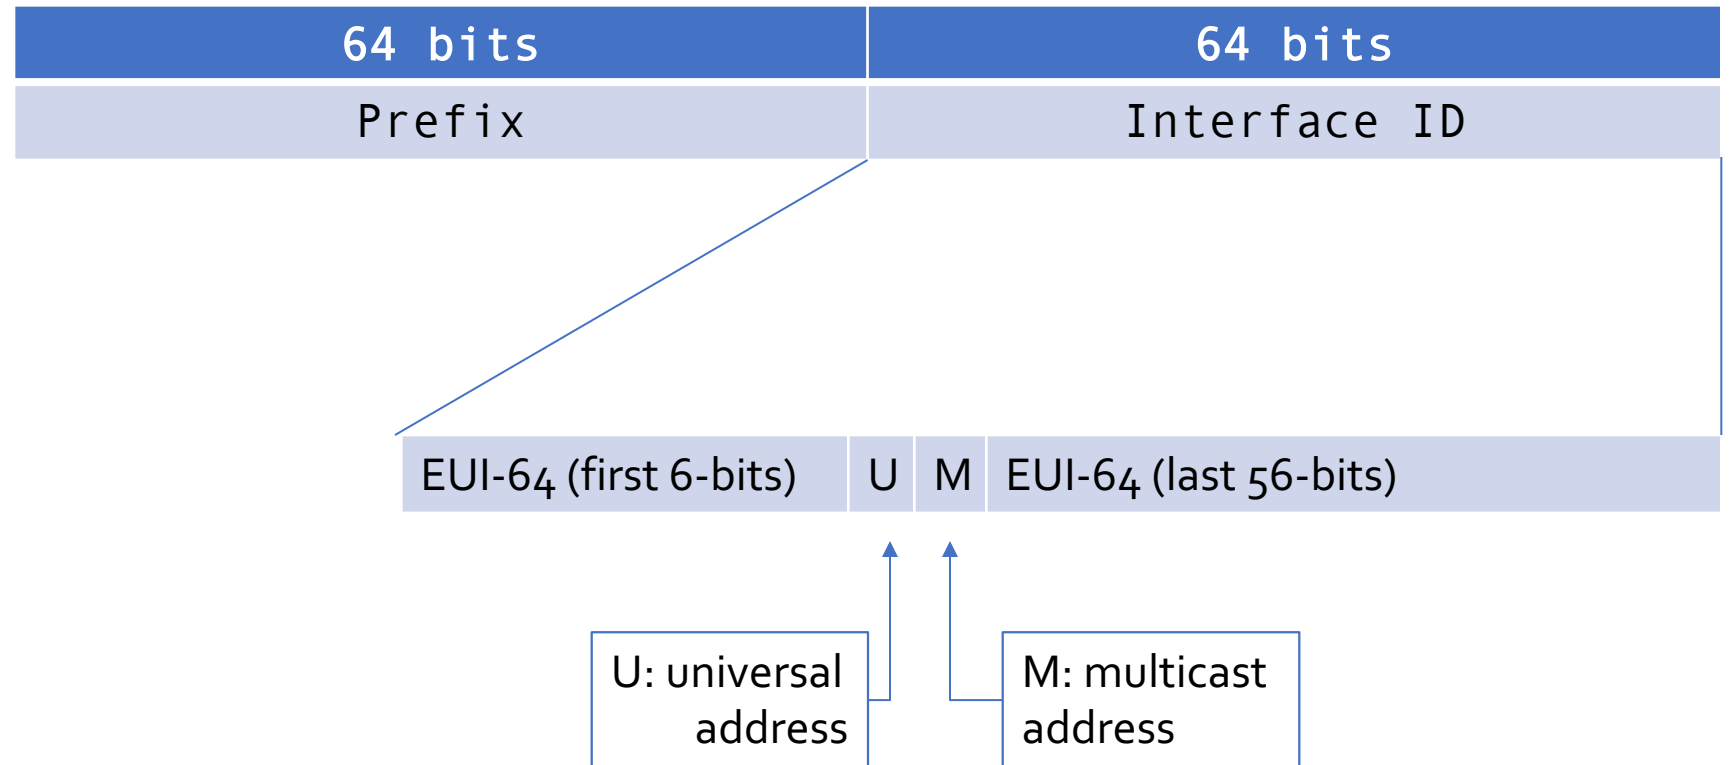 64 bits 64 bits
Prefix Interface ID
EUI-64 (first 6-bits) U M EUI-64 (last 56-bits)
U: universal
address
M: multicast
address